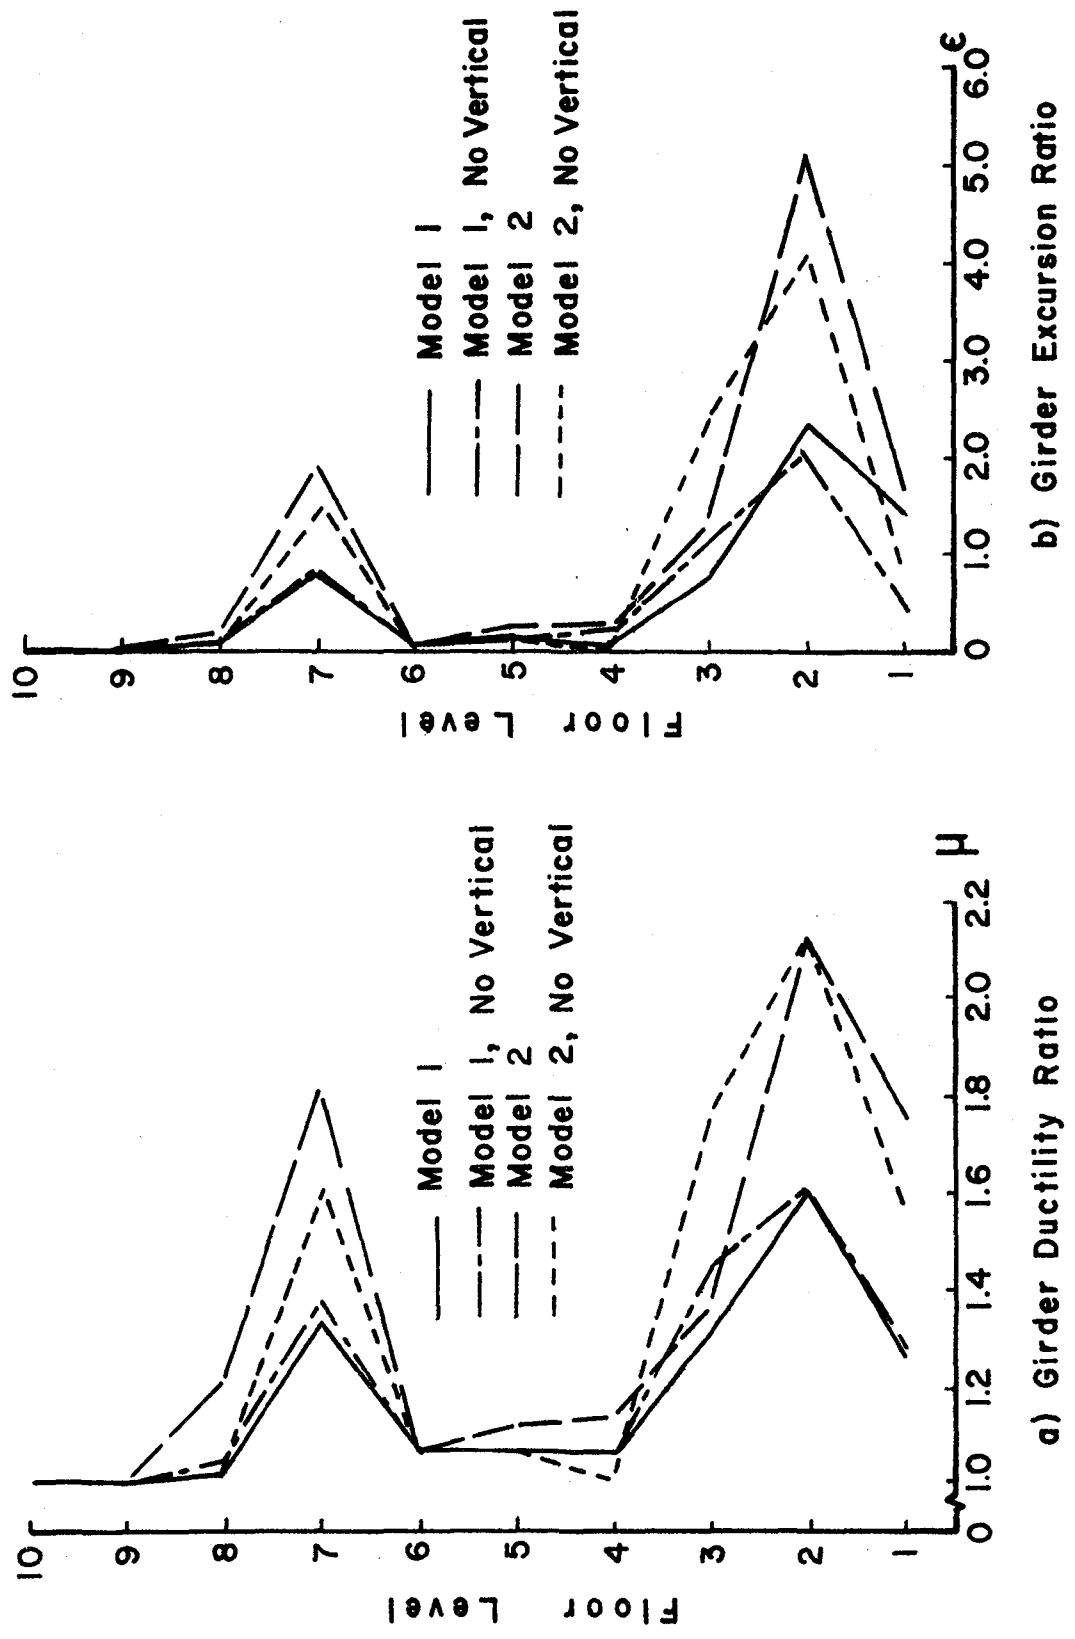 10
9
8
7
6
5
4
3
2
1
Floor Level
Model 1
Model 1, No Vertical
Model 2
Model 2, No Vertical
0 1.0 1.2 1.4 1.6 1.8 2.0 2.2 μ
a) Girder Ductility Ratio
10
9
8
7
6
5
4
3
2
1
Floor Level
Model 1
Model 1, No Vertical
Model 2
Model 2, No Vertical
0 1.0 2.0 3.0 4.0 5.0 6.0 ϵ
b) Girder Excursion Ratio